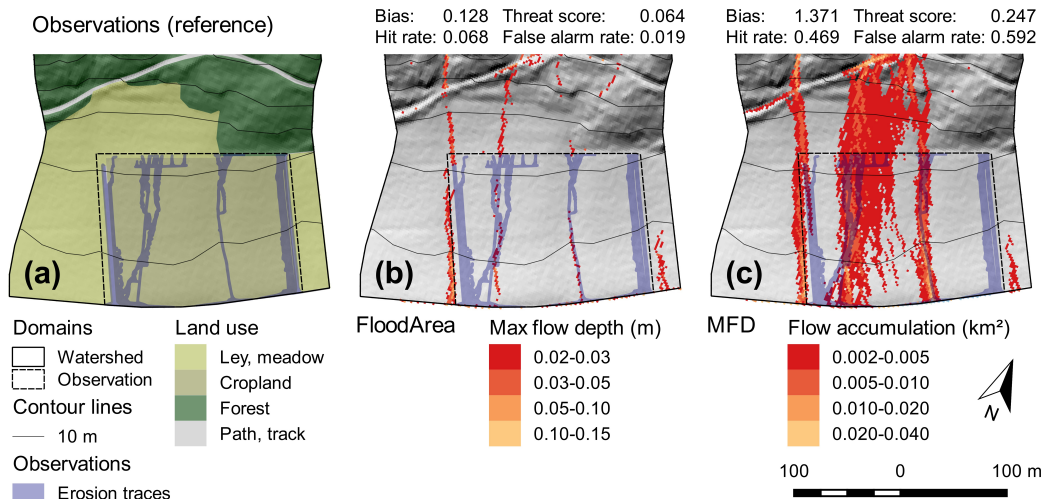 Observations (reference)
Bias: 0.128 Threat score: 0.064
Hit rate: 0.068 False alarm rate: 0.019
Bias: 1.371 Threat score: 0.247
Hit rate: 0.469 False alarm rate: 0.592
(a)
(b)
(c)
Domains
Watershed
Observation
Contour lines
10 m
Observations
Erosion traces
Land use
Ley, meadow
Cropland
Forest
Path, track
FloodArea
Max flow depth (m)
0.02-0.03
0.03-0.05
0.05-0.10
0.10-0.15
MFD
Flow accumulation (km²)
0.002-0.005
0.005-0.010
0.010-0.020
0.020-0.040
N
100 0 100 m